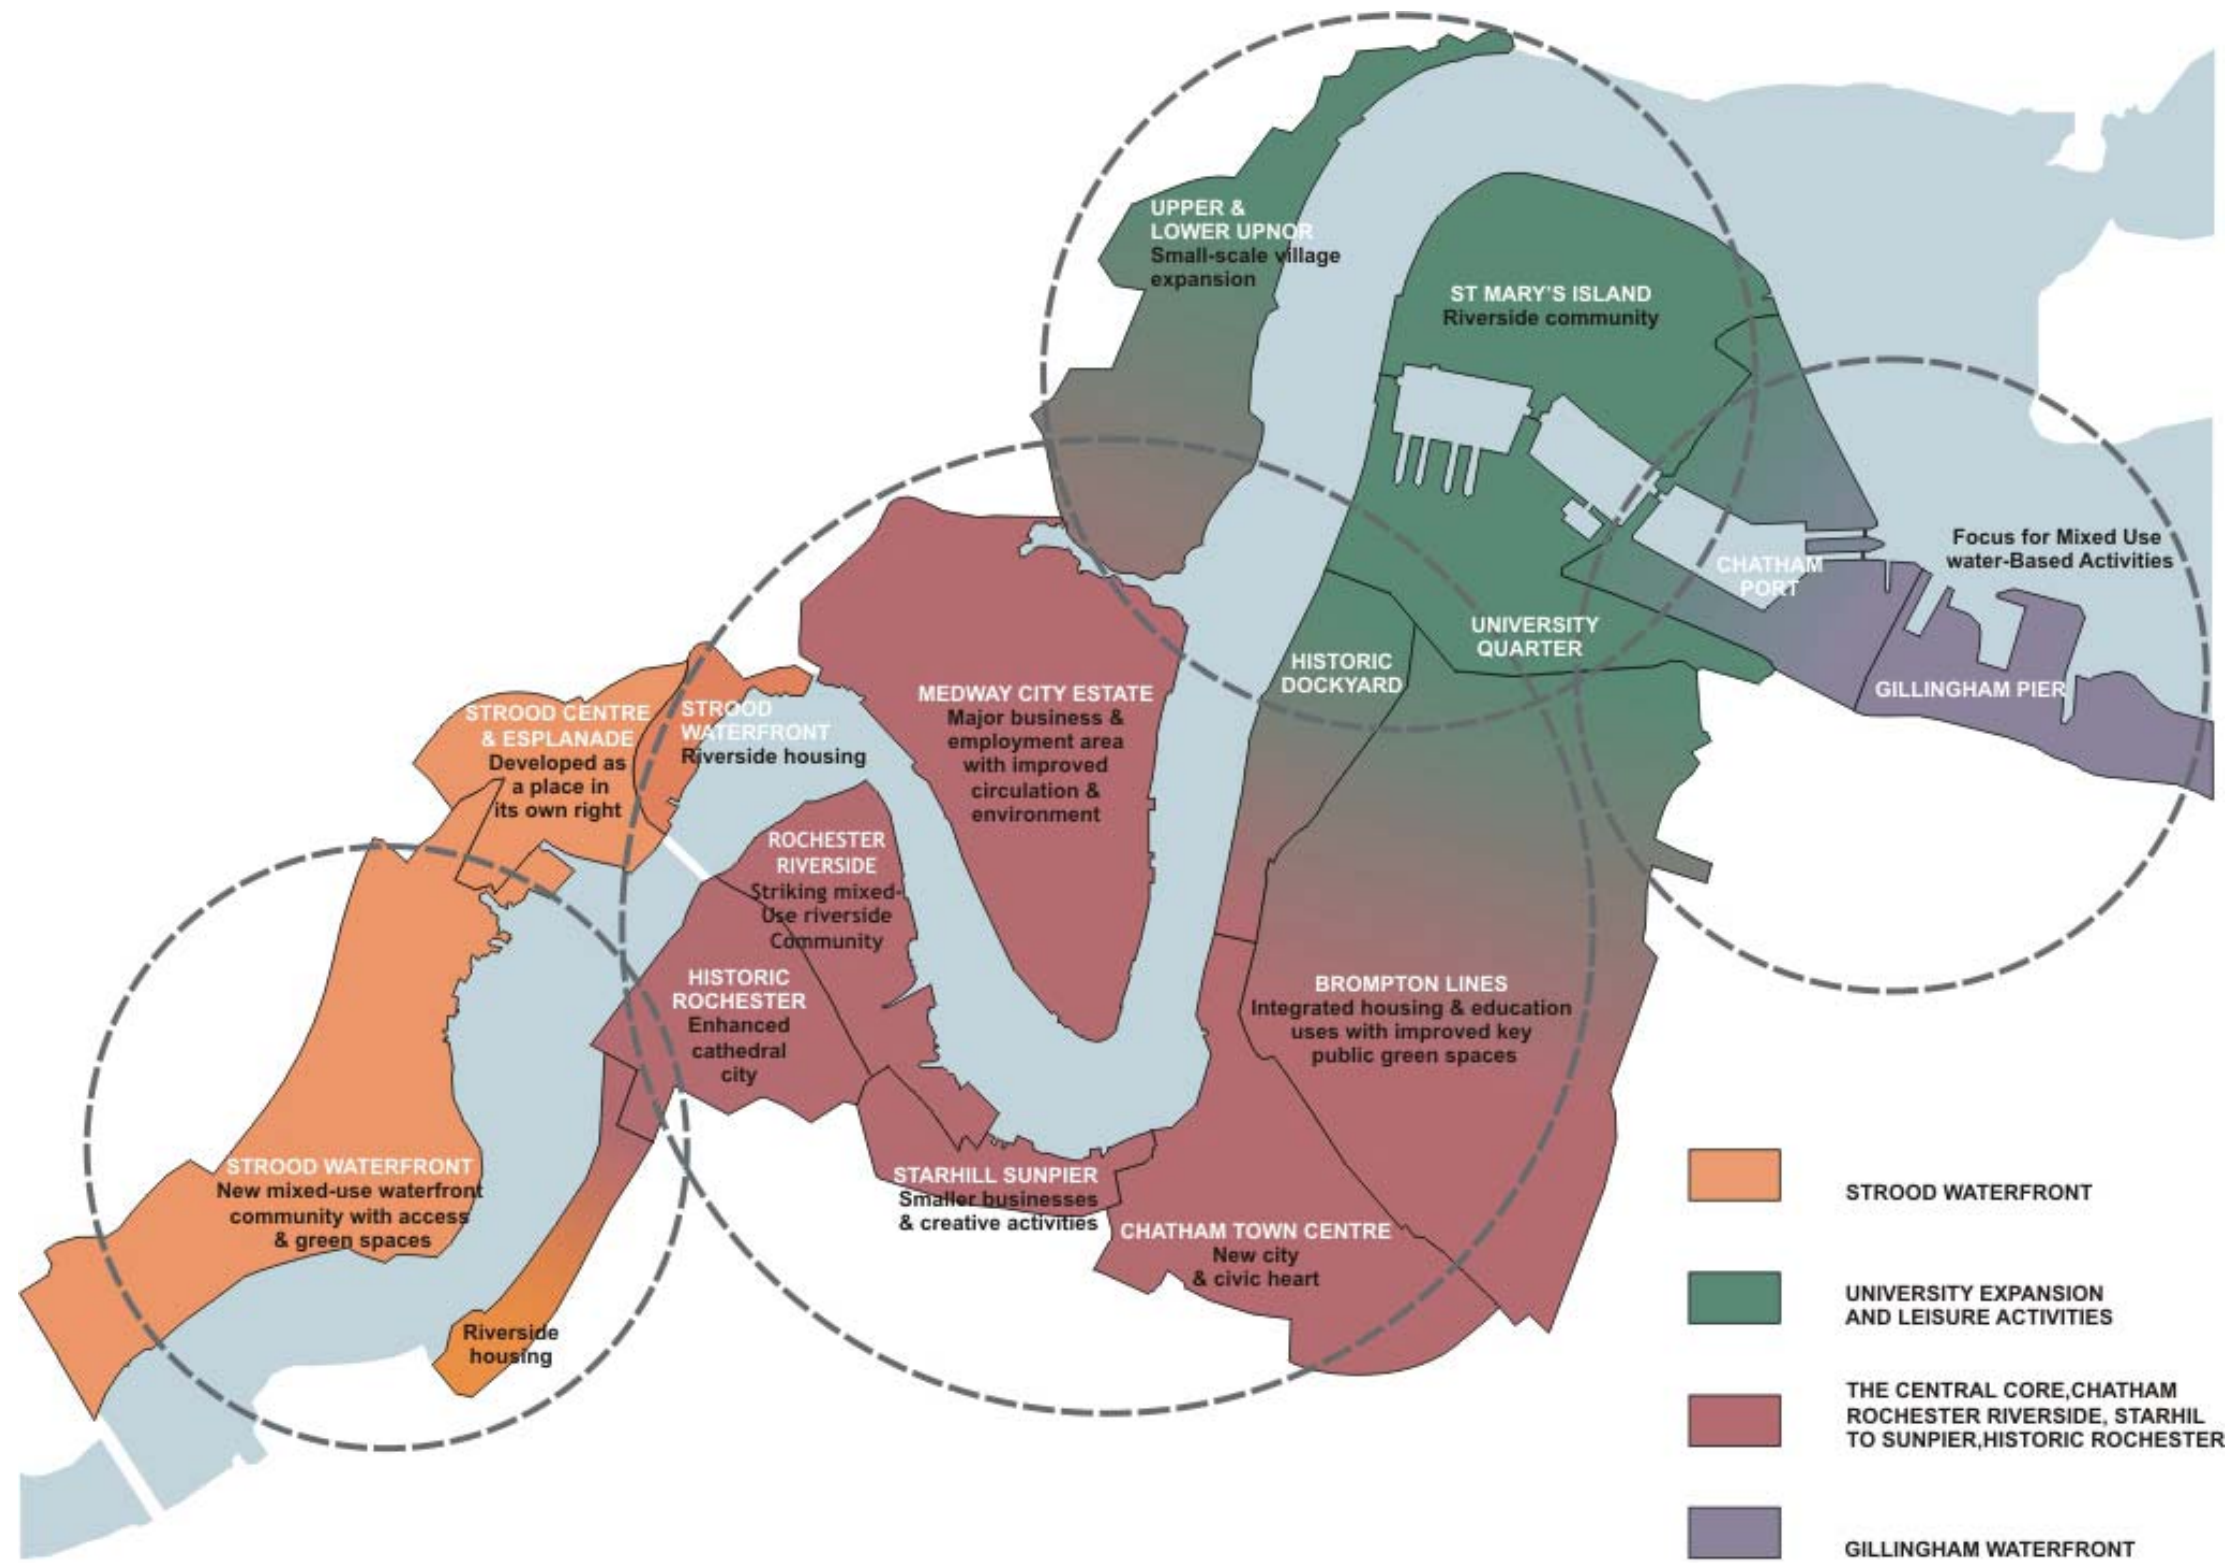 UPPER &
LOWER UPNOR
Small-scale village
expansion
ST MARY'S ISLAND
Riverside community
Focus for Mixed Use
water-Based Activities
CHATHAM
PORT
UNIVERSITY
QUARTER
HISTORIC
DOCKYARD
GILLINGHAM PIER
MEDWAY CITY ESTATE
Major business &
employment area
with improved
circulation &
environment
STROOD CENTRE
& ESPLANADE
Developed as
a place in
its own right
STROOD
WATERFRONT
Riverside housing
ROCHESTER
RIVERSIDE
Striking mixed-
Use riverside
Community
HISTORIC
ROCHESTER
Enhanced
cathedral
city
BROMPTON LINES
Integrated housing & education
uses with improved key
public green spaces
STROOD WATERFRONT
New mixed-use waterfront
community with access
& green spaces
STARHILL SUNPIER
Smaller businesses
& creative activities
CHATHAM TOWN CENTRE
New city
& civic heart
Riverside
housing
STROOD WATERFRONT
UNIVERSITY EXPANSION
AND LEISURE ACTIVITIES
THE CENTRAL CORE,CHATHAM
ROCHESTER RIVERSIDE, STARHIL
TO SUNPIER,HISTORIC ROCHESTER
GILLINGHAM WATERFRONT